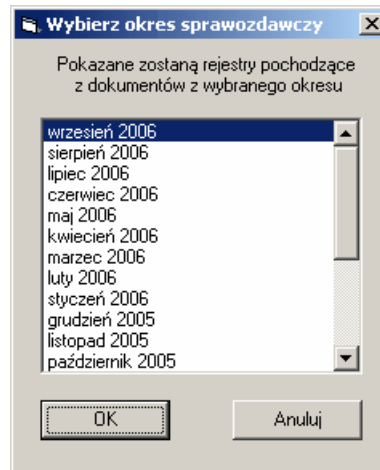 Wybierz okres sprawozdawczy
Pokazane zostaną rejestry pochodzące
z dokumentów z wybranego okresu
wrzesień 2006
sierpień 2006
lipiec 2006
czerwiec 2006
maj 2006
kwiecień 2006
marzec 2006
luty 2006
styczeń 2006
grudzień 2005
listopad 2005
październik 2005
OK
Anuluj